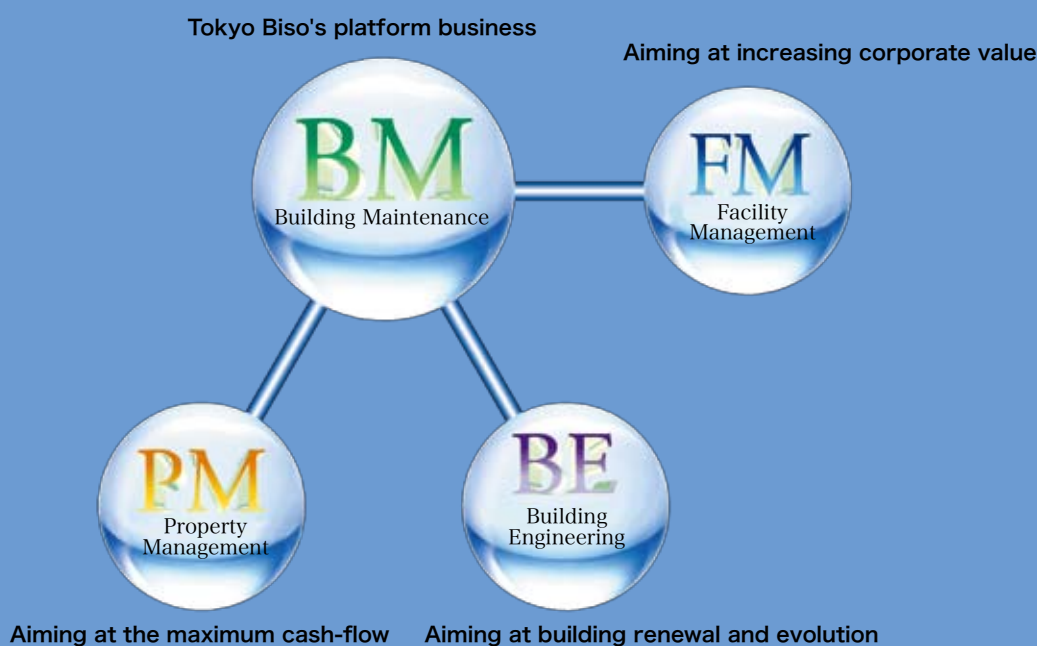 Tokyo Biso's platform business
Aiming at increasing corporate value
BM
Building Maintenance
FM
Facility
Management
PM
Property
Management
BE
Building
Engineering
Aiming at the maximum cash-flow
Aiming at building renewal and evolution